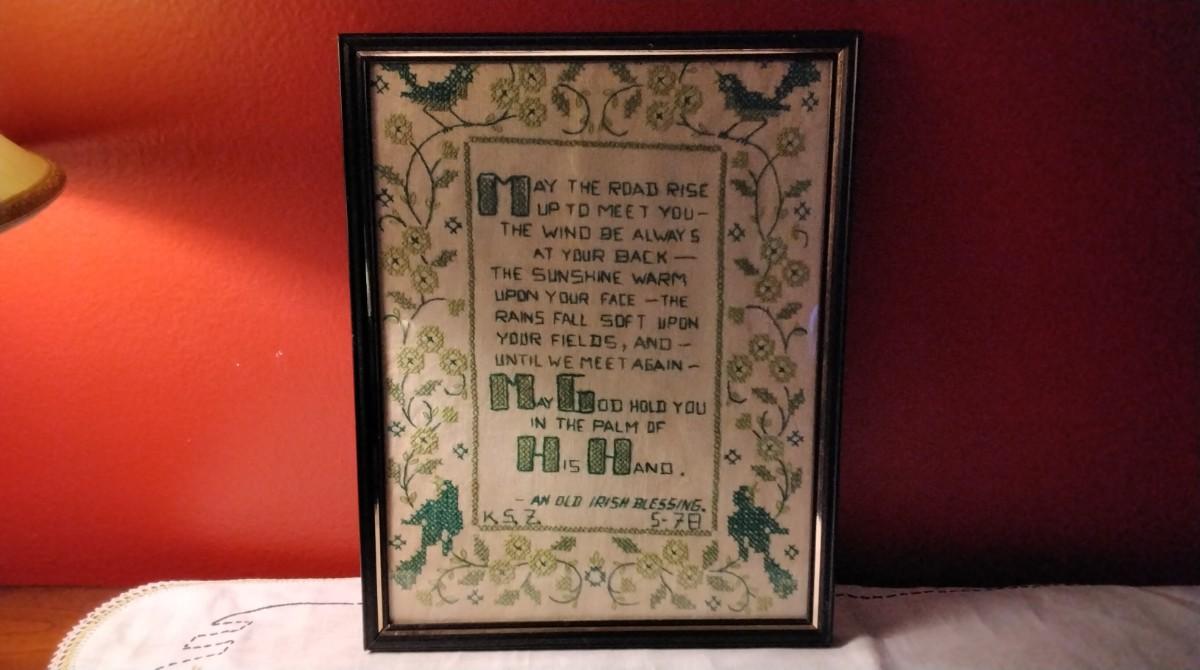 MAY THE ROAD RISE
UP TO MEET YOU—
THE WIND BE ALWAYS
AT YOUR BACK —
THE SUNSHINE WARM
UPON YOUR FACE —THE
RAINS FALL SOFT UPON
YOUR FIELDS, AND —
UNTIL WE MEET AGAIN —
MAY GOD HOLD YOU
IN THE PALM OF
HIS HAND.
- AN OLD IRISH BLESSING.
K.S.Z. 5-78